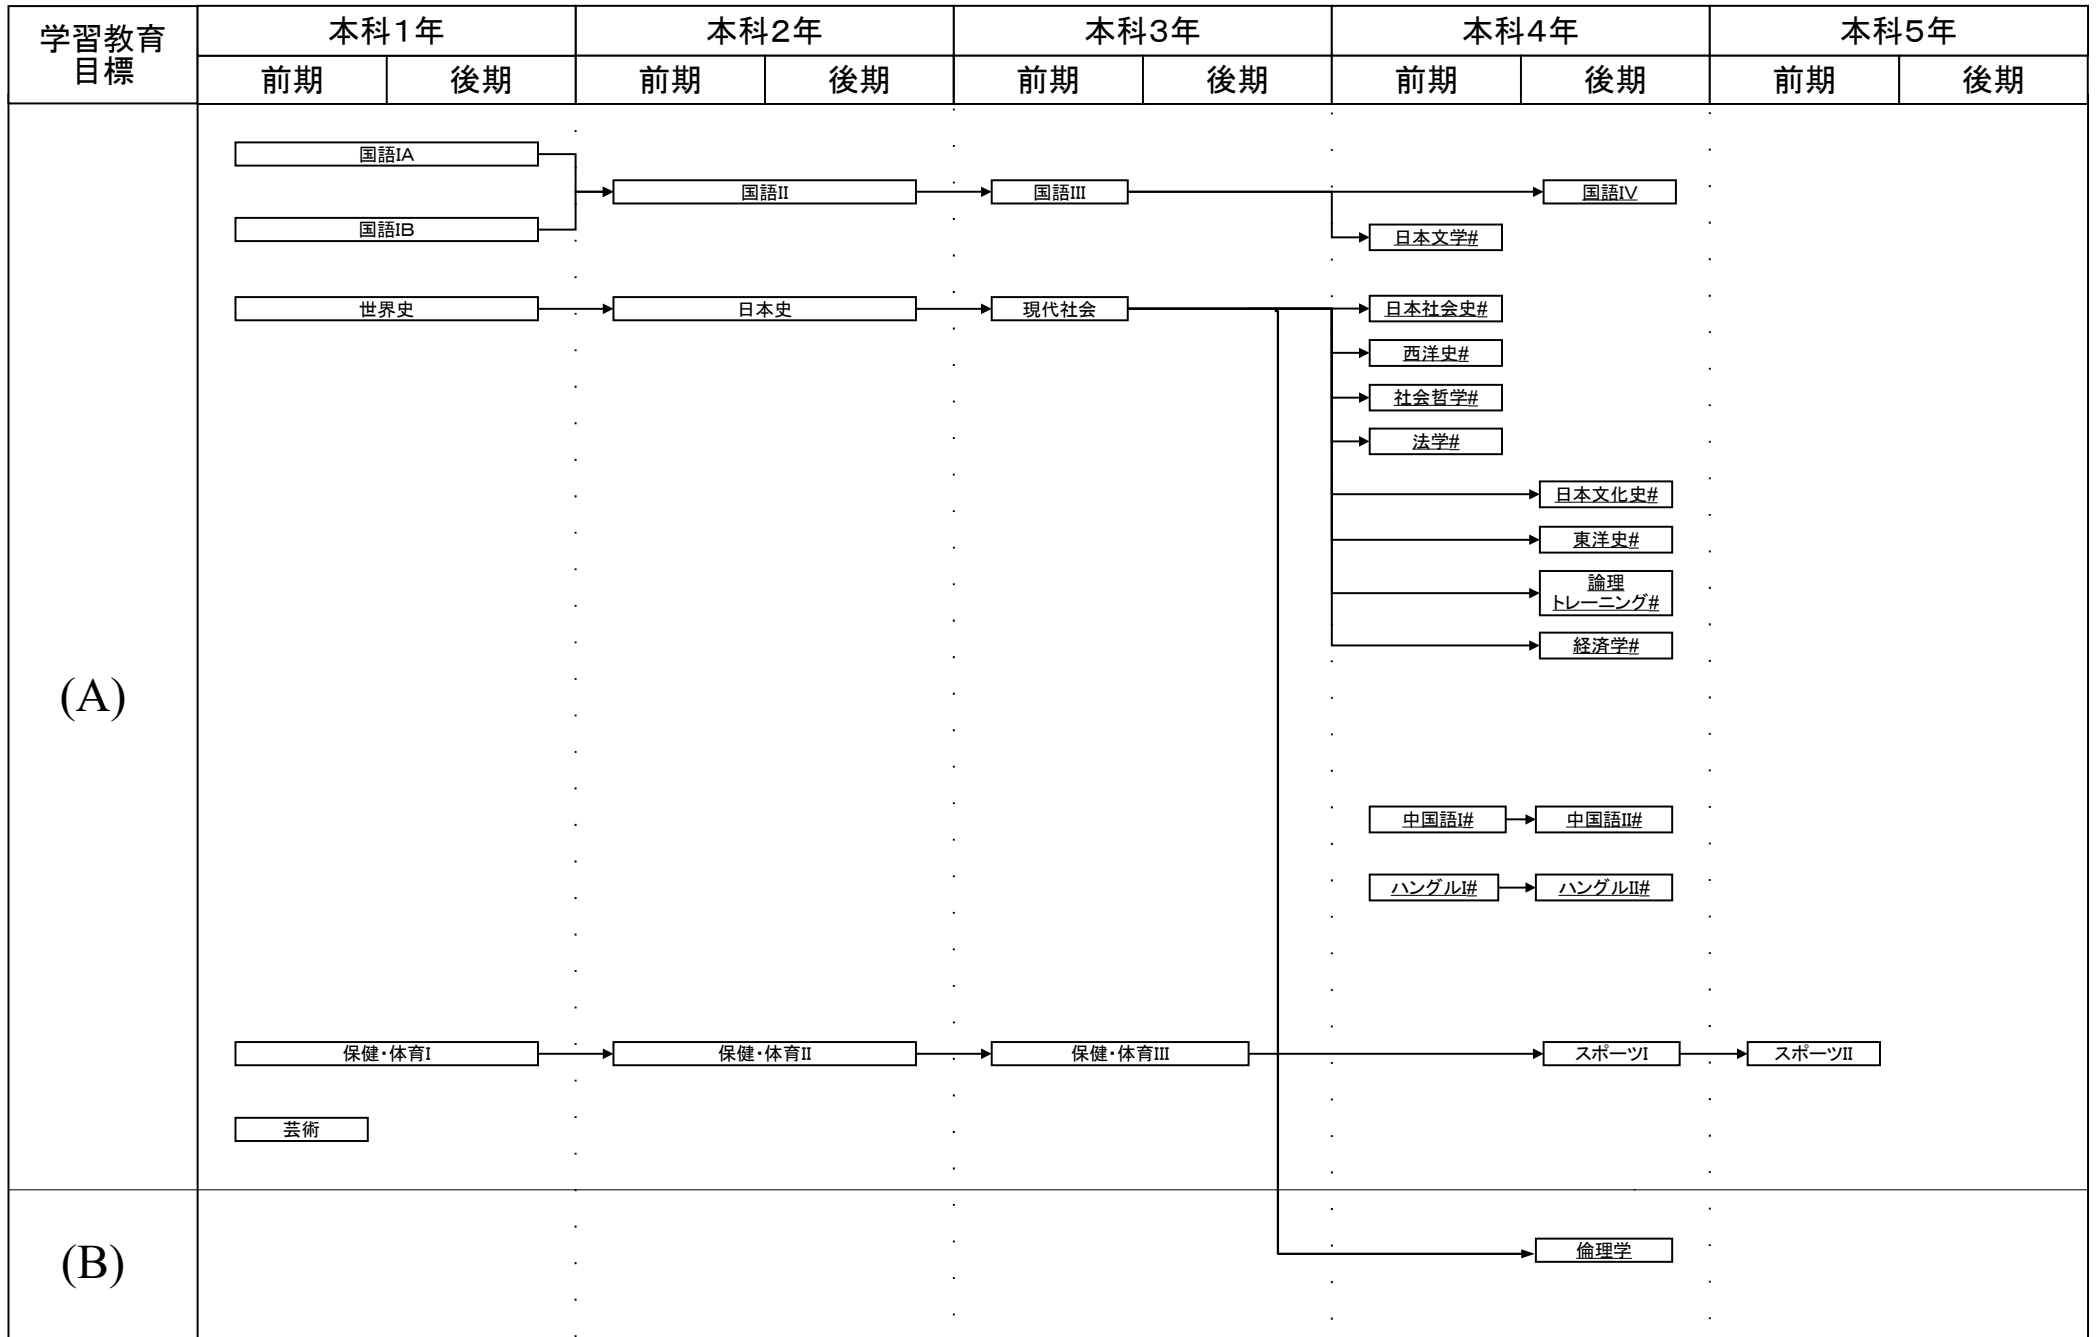 学習教育
目標
本科1年
本科2年
本科3年
本科4年
本科5年
前期
後期
前期
後期
前期
後期
前期
後期
前期
後期
(A)
国語IA
国語IB
国語II
国語III
国語IV
日本文学#
世界史
日本史
現代社会
日本社会史#
西洋史#
社会哲学#
法学#
日本文化史#
東洋史#
論理
トレーニング#
経済学#
中国語I#
中国語II#
ハングルI#
ハングルII#
保健・体育I
保健・体育II
保健・体育III
スポーツI
スポーツII
芸術
(B)
倫理学